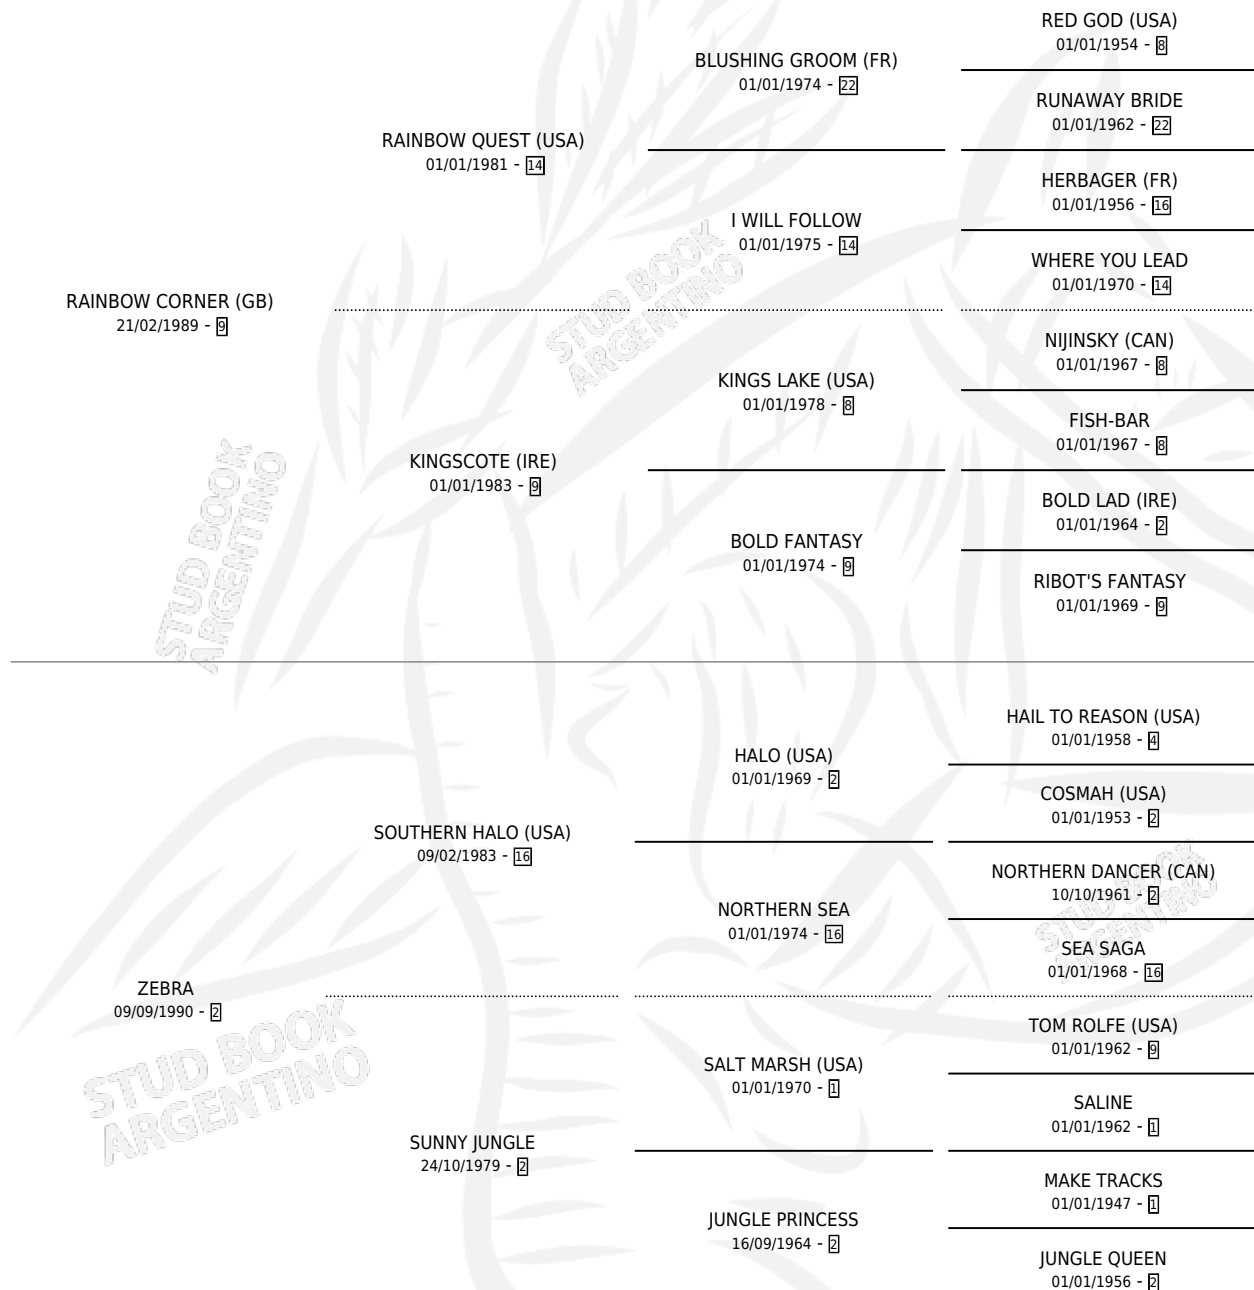 RED GOD (USA)
01/01/1954 - 8
BLUSHING GROOM (FR)
01/01/1974 - 22
RUNAWAY BRIDE
01/01/1962 - 22
RAINBOW QUEST (USA)
01/01/1981 - 14
HERBAGER (FR)
01/01/1956 - 16
I WILL FOLLOW
01/01/1975 - 14
WHERE YOU LEAD
01/01/1970 - 14
RAINBOW CORNER (GB)
21/02/1989 - 9
STUD BOOK
ARGENTINO
NIJINSKY (CAN)
01/01/1967 - 8
KINGS LAKE (USA)
01/01/1978 - 8
FISH-BAR
01/01/1967 - 8
KINGSCOTE (IRE)
01/01/1983 - 9
BOLD LAD (IRE)
01/01/1964 - 2
BOLD FANTASY
01/01/1974 - 9
RIBOT'S FANTASY
01/01/1969 - 9
STUD BOOK
ARGENTINO
HAIL TO REASON (USA)
01/01/1958 - 4
HALO (USA)
01/01/1969 - 2
COSMAH (USA)
01/01/1953 - 2
SOUTHERN HALO (USA)
09/02/1983 - 16
NORTHERN DANCER (CAN)
10/10/1961 - 2
NORTHERN SEA
01/01/1974 - 16
SEA SAGA
01/01/1968 - 16
STUD BOOK
ARGENTINO
ZEBRA
09/09/1990 - 2
TOM ROLFE (USA)
01/01/1962 - 9
SALT MARSH (USA)
01/01/1970 - 1
SALINE
01/01/1962 - 1
STUD BOOK
ARGENTINO
SUNNY JUNGLE
24/10/1979 - 2
MAKE TRACKS
01/01/1947 - 1
JUNGLE PRINCESS
16/09/1964 - 2
JUNGLE QUEEN
01/01/1956 - 2